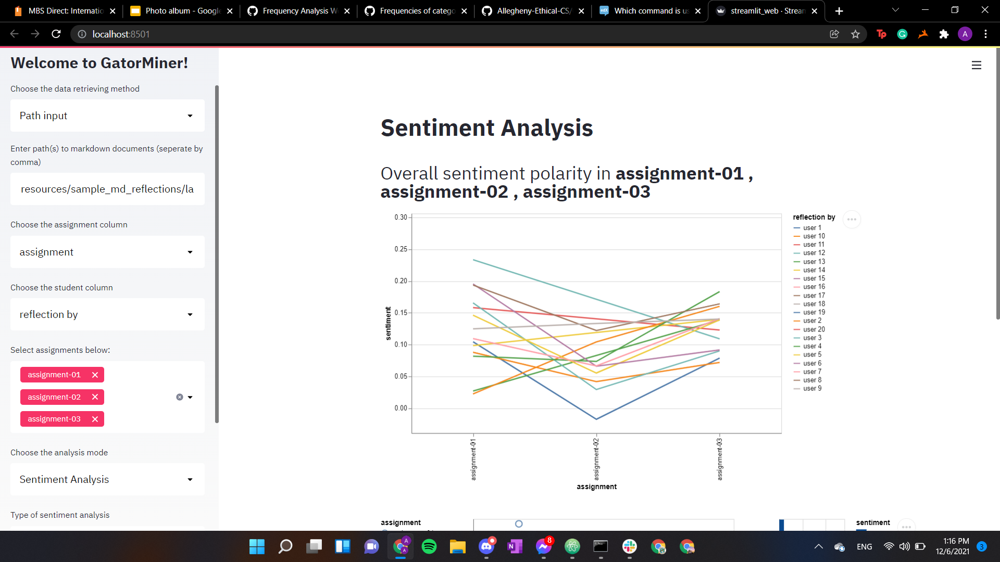 MBS Direct: Internatio
Photo album - Google
Frequency Analysis W
Frequencies of catego
Allegheny-Ethical-CS/
Which command is us
streamlit_web · Stream
localhost:8501
A
Welcome to GatorMiner!
Choose the data retrieving method
Path input
Enter path(s) to markdown documents (seperate by
comma)
resources/sample_md_reflections/la
Choose the assignment column
assignment
Choose the student column
reflection by
Select assignments below:
assignment-01
assignment-02
assignment-03
Choose the analysis mode
Sentiment Analysis
Type of sentiment analysis
Sentiment Analysis
Overall sentiment polarity in assignment-01 ,
assignment-02 , assignment-03
0.30
0.25
0.20
0.15
0.10
0.05
0.00
sentiment
assignment-01
assignment-02
assignment-03
assignment
reflection by
user 1
user 10
user 11
user 12
user 13
user 14
user 15
user 16
user 17
user 18
user 19
user 2
user 20
user 3
user 4
user 5
user 6
user 7
user 8
user 9
assignment
sentiment
8
ENG
1:16 PM
12/6/2021
3